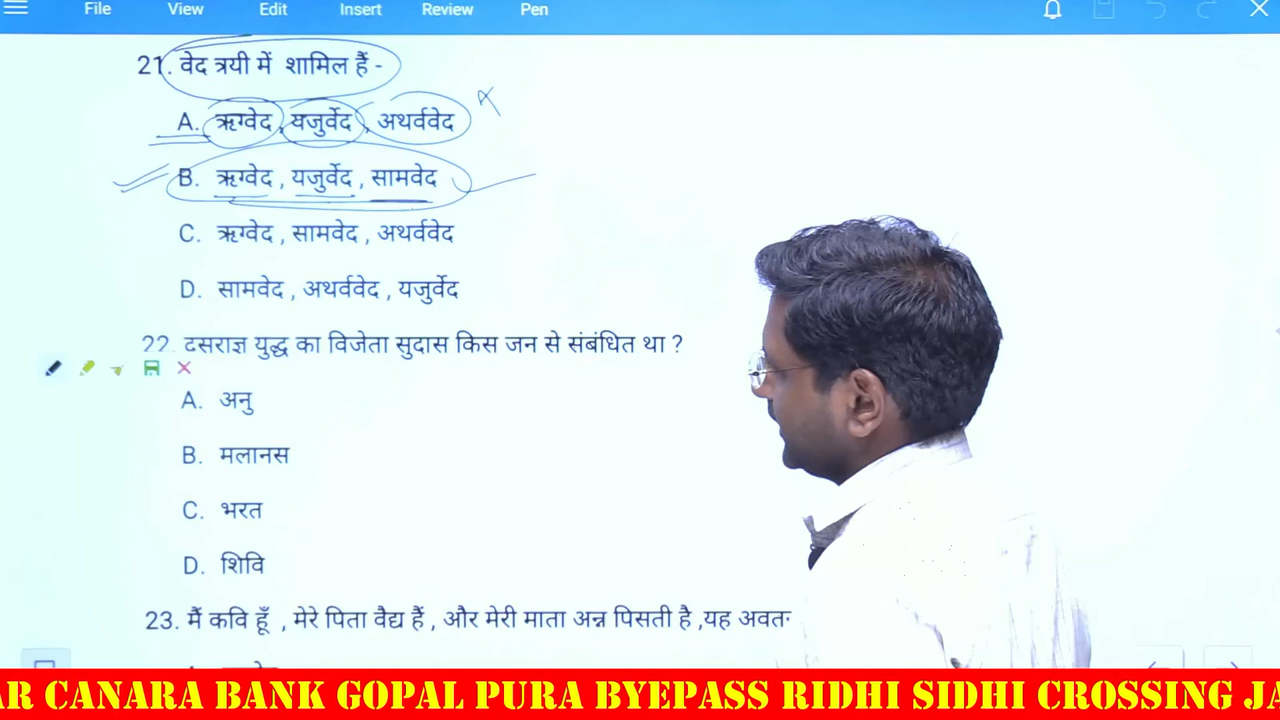 File View Edit Insert Review Pen
21. वेद त्रयी में शामिल हैं -
A. ऋग्वेद , यजुर्वेद , अथर्ववेद
B. ऋग्वेद , यजुर्वेद , सामवेद
C. ऋग्वेद , सामवेद , अथर्ववेद
D. सामवेद , अथर्ववेद , यजुर्वेद
22. दसराज्ञ युद्ध का विजेता सुदास किस जन से संबंधित था ?
A. अनु
B. मलानस
C. भरत
D. शिवि
23. मैं कवि हूँ , मेरे पिता वैद्य हैं , और मेरी माता अन्न पिसती है ,यह
AR CANARA BANK GOPAL PURA BYEPASS RIDHI SIDHI CROSSING JA